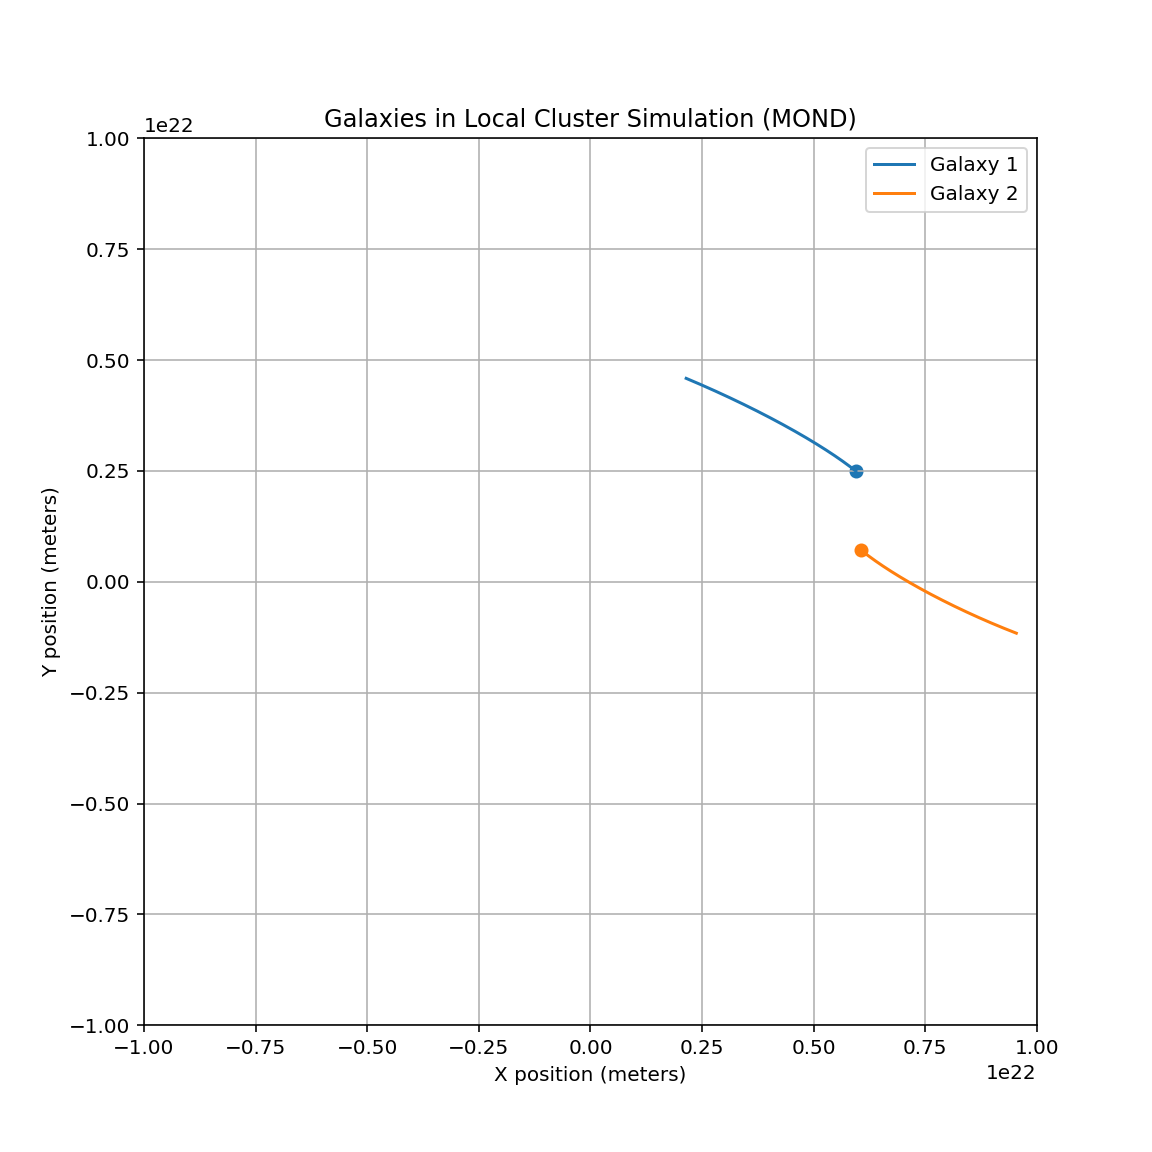 Galaxies in Local Cluster Simulation (MOND)
1e22
Galaxy 1
Galaxy 2
1.00
0.75
0.50
0.25
0.00
−0.25
−0.50
−0.75
−1.00
Y position (meters)
−1.00 −0.75 −0.50 −0.25 0.00 0.25 0.50 0.75 1.00
X position (meters)
1e22